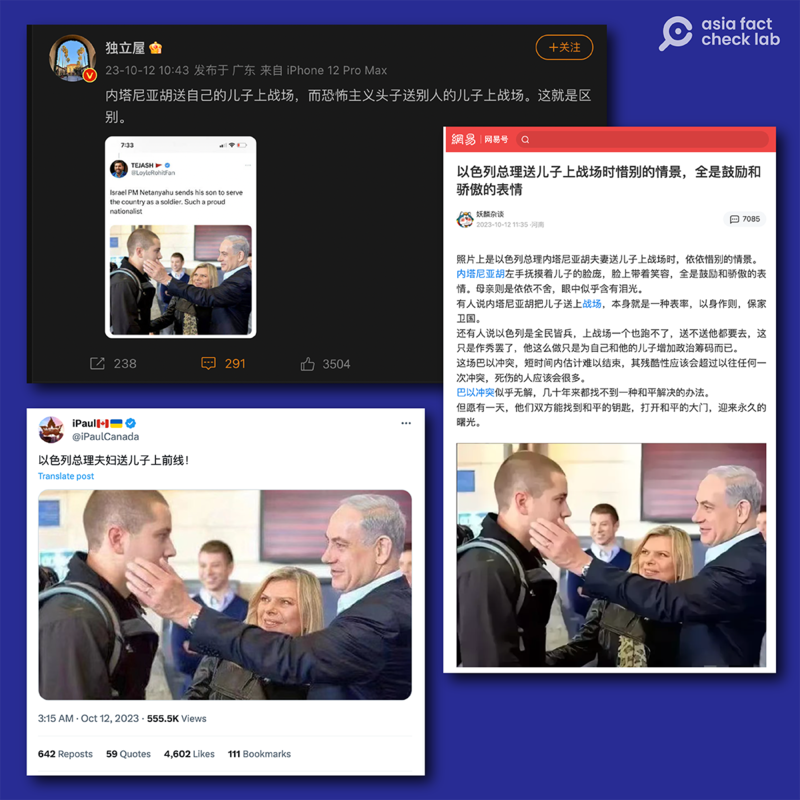 asia fact
check lab
独立屋
＋关注
23-10-12 10:43 发布于 广东 来自 iPhone 12 Pro Max
内塔尼亚胡送自己的儿子上战场，而恐怖主义头子送别人的儿子上战场。这就是区
别。
7:33
TEJASH
@LoyleRohitFan
Israel PM Netanyahu sends his son to serve
the country as a soldier. Such a proud
nationalist
238
291
3504
網易 | 网易号
以色列总理送儿子上战场时惜别的情景，全是鼓励和
骄傲的表情
妖麟杂谈
2023-10-12 11:35 ·河南
7085
照片上是以色列总理内塔尼亚胡夫妻送儿子上战场时，依依惜别的情景。
内塔尼亚胡左手抚摸着儿子的脸庞，脸上带着笑容，全是鼓励和骄傲的表
情。母亲则是依依不舍，眼中似乎含有泪光。
有人说内塔尼亚胡把儿子送上战场，本身就是一种表率，以身作则，保家
卫国。
还有人说以色列是全民皆兵，上战场一个也跑不了，送不送他都要去，这
只是作秀罢了，他这么做只是为自己和他的儿子增加政治筹码而已。
这场巴以冲突，短时间内估计难以结束，其残酷性应该会超过以往任何一
次冲突，死伤的人应该会很多。
巴以冲突似乎无解，几十年来都找不到一种和平解决的办法。
但愿有一天，他们双方能找到和平的钥匙，打开和平的大门，迎来永久的
曙光。
iPaul
@iPaulCanada
以色列总理夫妇送儿子上前线！
Translate post
3:15 AM · Oct 12, 2023 · 555.5K Views
642 Reposts 59 Quotes 4,602 Likes 111 Bookmarks